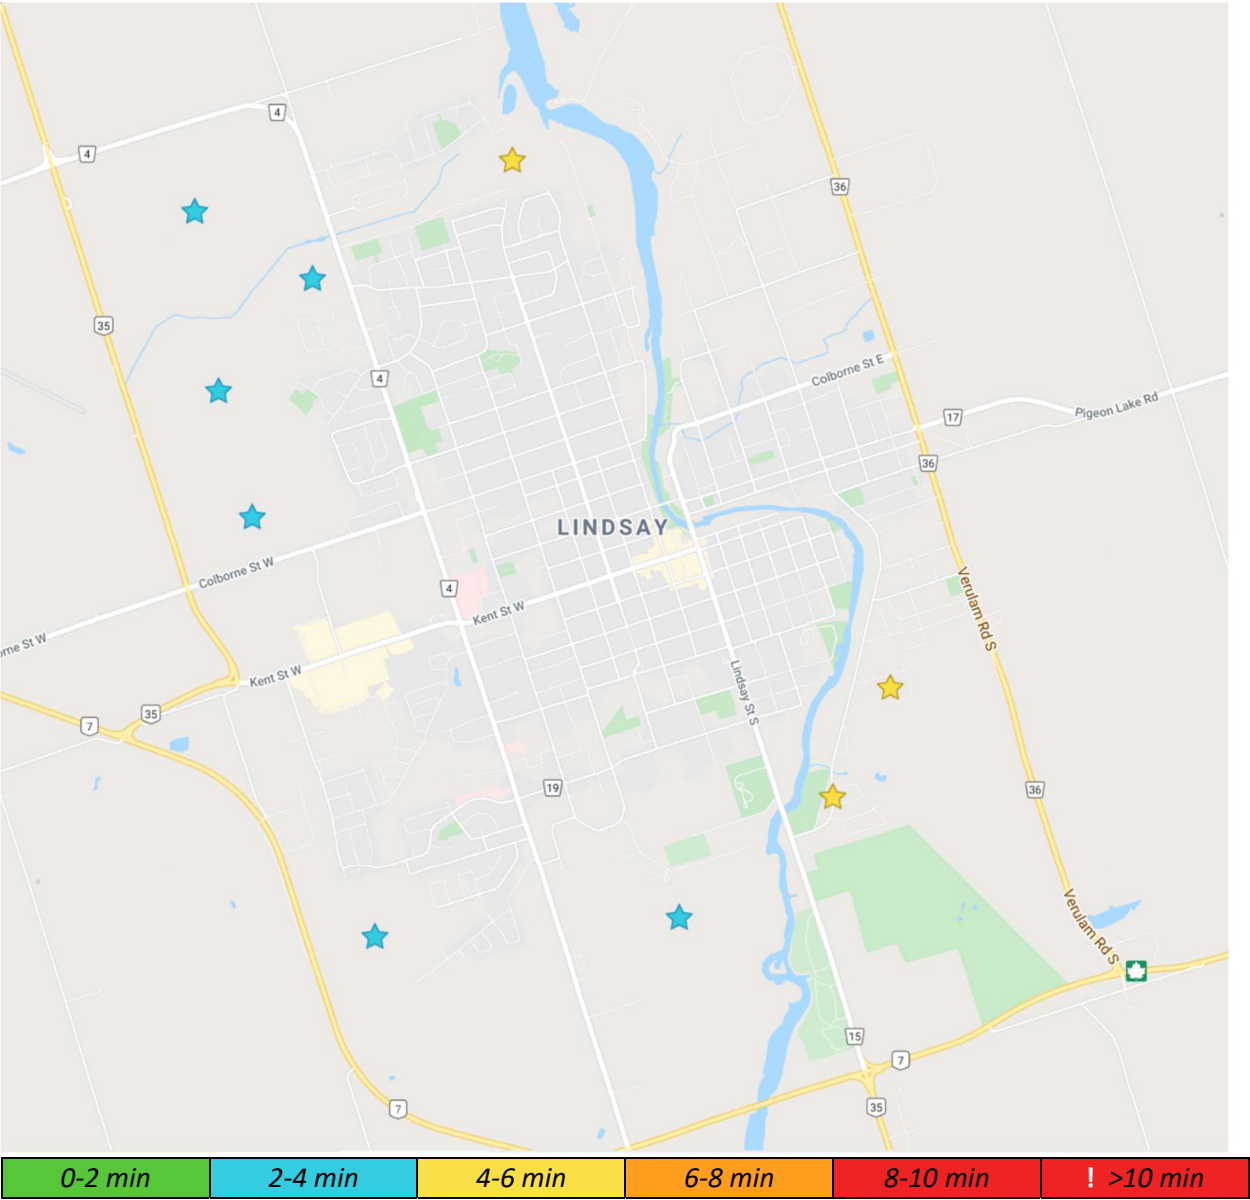 4
4
36
35
4
Colborne St E
17
Pigeon Lake Rd
36
LINDSAY
Colborne St W
4
Kent St W
Verulam Rd S
rne St W
Kent St W
Lindsay St S
35
7
19
36
Verulam Rd S
15
7
7
35
0-2 min
2-4 min
4-6 min
6-8 min
8-10 min
! >10 min